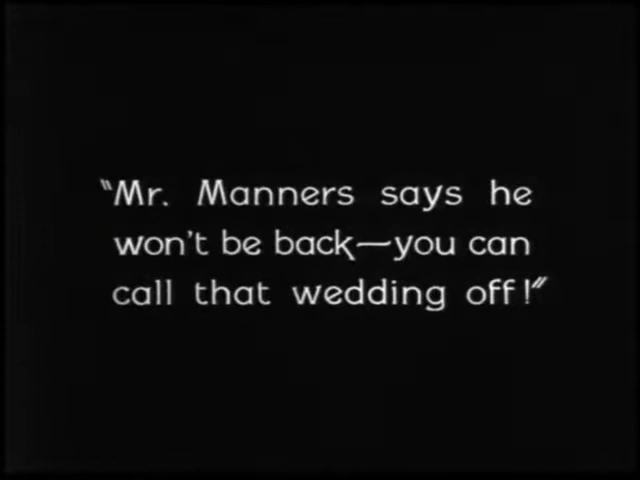 "Mr. Manners says he
won't be back—you can
call that wedding off!"